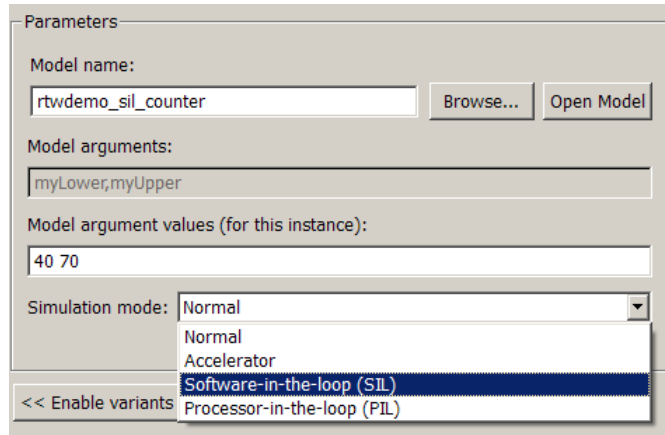 Parameters
Model name:
rtwdemo_sil_counter Browse... Open Model
Model arguments:
myLower,myUpper
Model argument values (for this instance):
40 70
Simulation mode: Normal
Normal
Accelerator
Software-in-the-loop (SIL)
<< Enable variants Processor-in-the-loop (PIL)